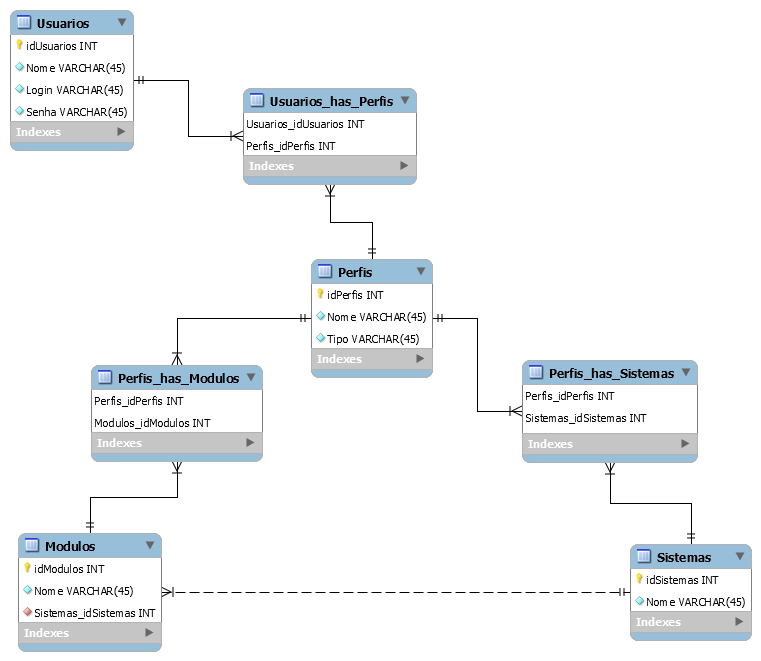 Usuarios
idUsuarios INT
Nome VARCHAR(45)
Login VARCHAR(45)
Senha VARCHAR(45)
Indexes
Usuarios_has_Perfis
Usuarios_idUsuarios INT
Perfis_idPerfis INT
Indexes
Perfis
idPerfis INT
Nome VARCHAR(45)
Tipo VARCHAR(45)
Indexes
Perfis_has_Modulos
Perfis_idPerfis INT
Modulos_idModulos INT
Indexes
Perfis_has_Sistemas
Perfis_idPerfis INT
Sistemas_idSistemas INT
Indexes
Modulos
idModulos INT
Nome VARCHAR(45)
Sistemas_idSistemas INT
Indexes
Sistemas
idSistemas INT
Nome VARCHAR(45)
Indexes